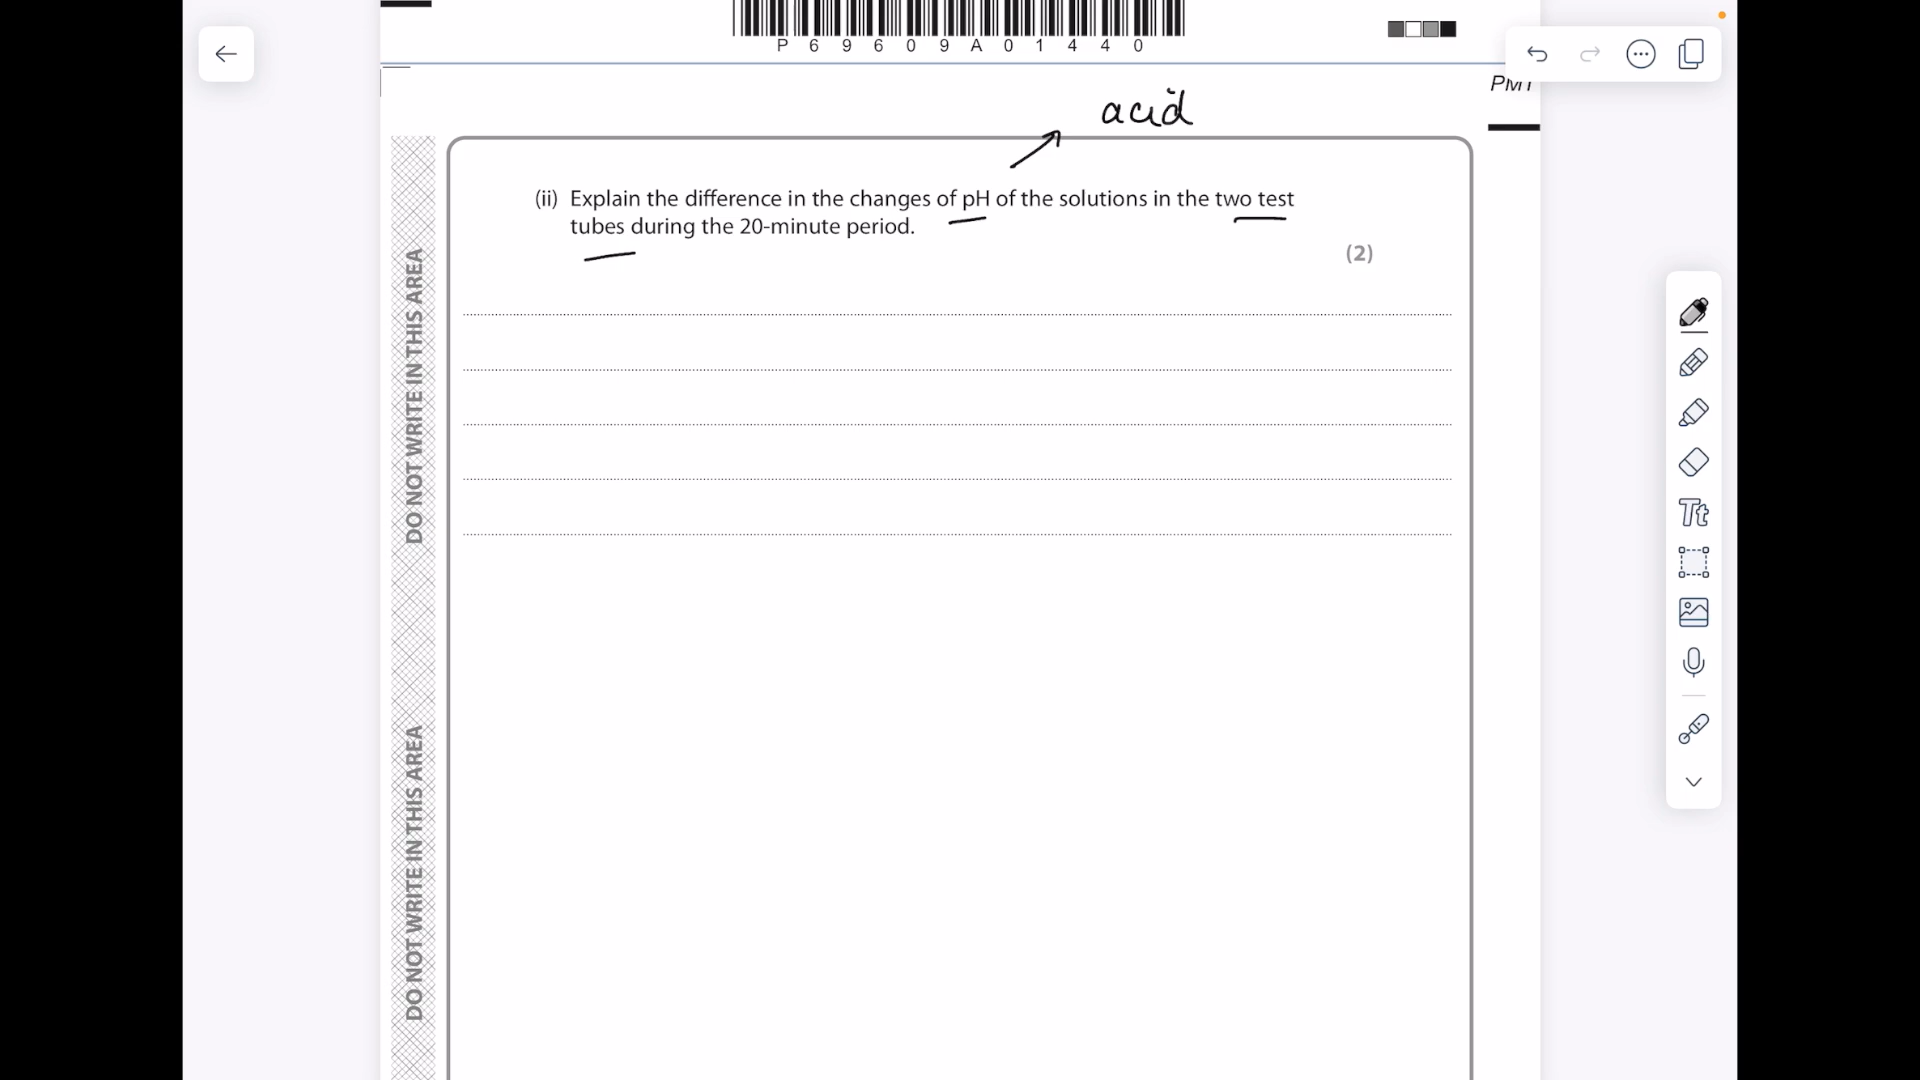 P 6 9 6 0 9 A 0 1 4 4 0
PMT
acid
(ii) Explain the difference in the changes of pH of the solutions in the two test
tubes during the 20-minute period.
(2)
DO NOT WRITE IN THIS AREA
DO NOT WRITE IN THIS AREA
Tt